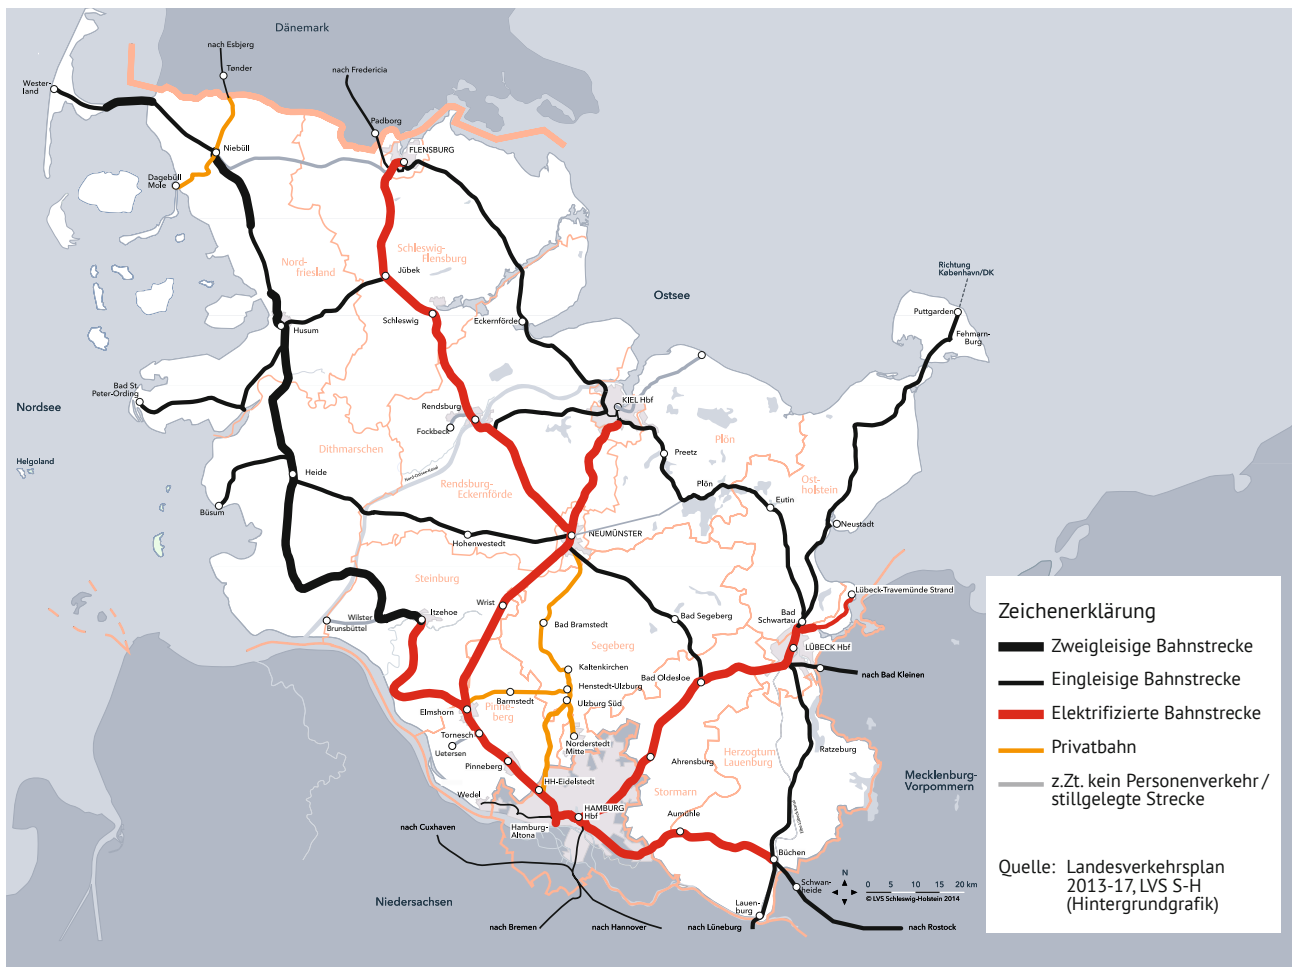 Dänemark
nach Esbjerg
Tønder
nach Fredericia
Wester-
land
Padborg
Niebüll
FLENSBURG
Dagebüll
Mole
Schleswig-
Flensburg
Nord-
friesland
Jübek
Richtung
København/DK
Ostsee
Puttgarden
Schleswig
Eckernförde
Husum
Fehmarn-
Burg
Bad St.
Peter-Ording
Nordsee
Rendsburg
KIEL Hbf
Fockbek
Plön
Dithmarschen
Preetz
Helgoland
Heide
Nord-Ostsee-Kanal
Rendsburg-
Eckernförde
Plön
Ost-
holstein
Eutin
Büsum
Neustadt
Hohenwestedt
NEUMÜNSTER
Steinburg
Lübeck-Travemünde Strand
Wrist
Itzehoe
Wilster
Brunsbüttel
Bad Bramstedt
Bad Segeberg
Bad
Schwartau
Segeberg
LÜBECK Hbf
Kaltenkirchen
nach Bad Kleinen
Bad Oldesloe
Henstedt-Ulzburg
Barmstedt
Ulzburg Süd
Elmshorn
Pinne-
berg
Tornesch
Uetersen
Norderstedt
Mitte
Ratzeburg
Pinneberg
Ahrensburg
Herzogtum
Lauenburg
HH-Eidelstedt
Stormarn
Mecklenburg-
Vorpommern
Wedel
HAMBURG
Hbf
Aumühle
nach Cuxhaven
Hamburg-
Altona
Büchen
Schwar-
heide
N
0 5 10 15 20 km
© LVS Schleswig-Holstein 2014
Niedersachsen
Lauen-
burg
nach Bremen
nach Hannover
nach Lüneburg
nach Rostock
Zeichenerklärung
Zweigleisige Bahnstrecke
Eingleisige Bahnstrecke
Elektrifizierte Bahnstrecke
Privatbahn
z.Zt. kein Personenverkehr /
stillgelegte Strecke
Quelle: Landesverkehrsplan
2013-17, LVS S-H
(Hintergrundgrafik)